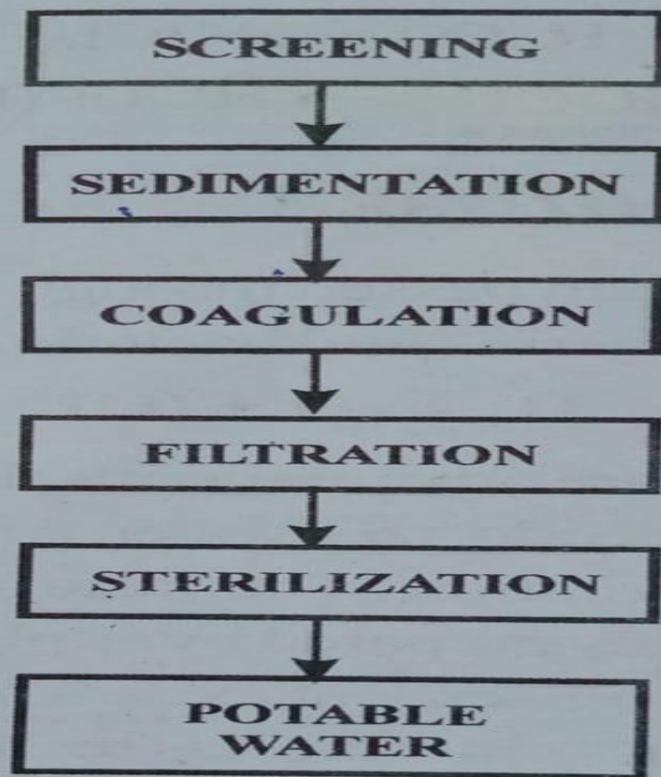 SCREENING
SEDIMENTATION
COAGULATION
FILTRATION
STERILIZATION
POTABLE
WATER